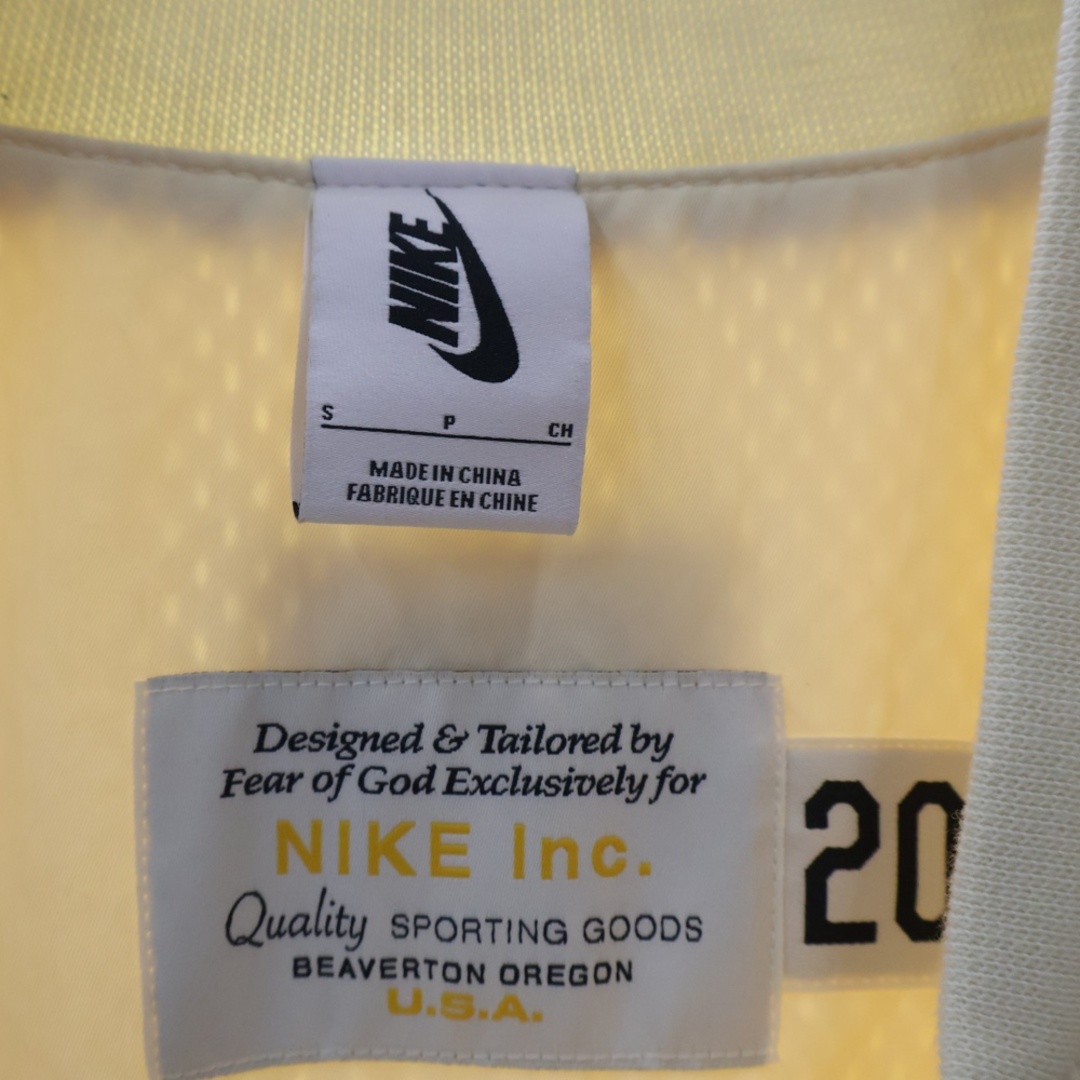 NIKE
S P CH
MADE IN CHINA
FABRIQUE EN CHINE
Designed & Tailored by
Fear of God Exclusively for
NIKE Inc.
Quality SPORTING GOODS
BEAVERTON OREGON
U.S.A.
20